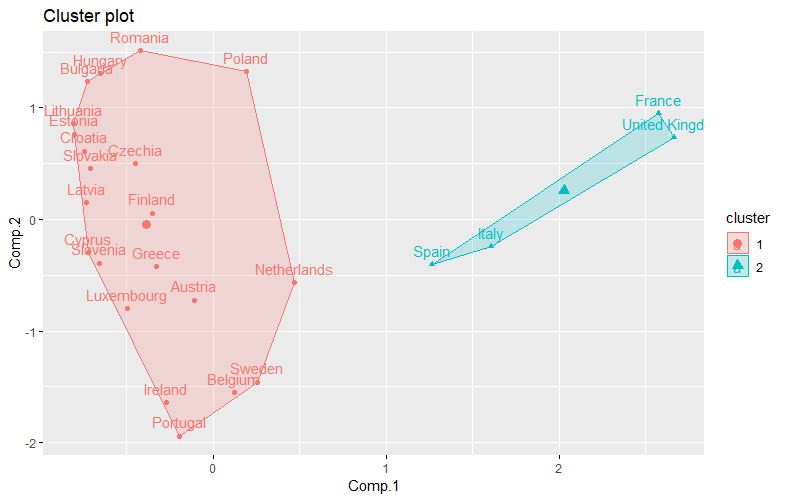 Cluster plot
Romania
Hungary
Poland
Bulgaria
France
1
Lithuania
Estonia
United Kingd
Croatia
Czechia
Slovakia
Latvia
Finland
0
Cyprus
Italy
Slovenia
Greece
Spain
Netherlands
Austria
Luxembourg
-1
Sweden
Belgium
Ireland
Portugal
-2
0
1
2
Comp.1
Comp.2
cluster
a 1
a 2